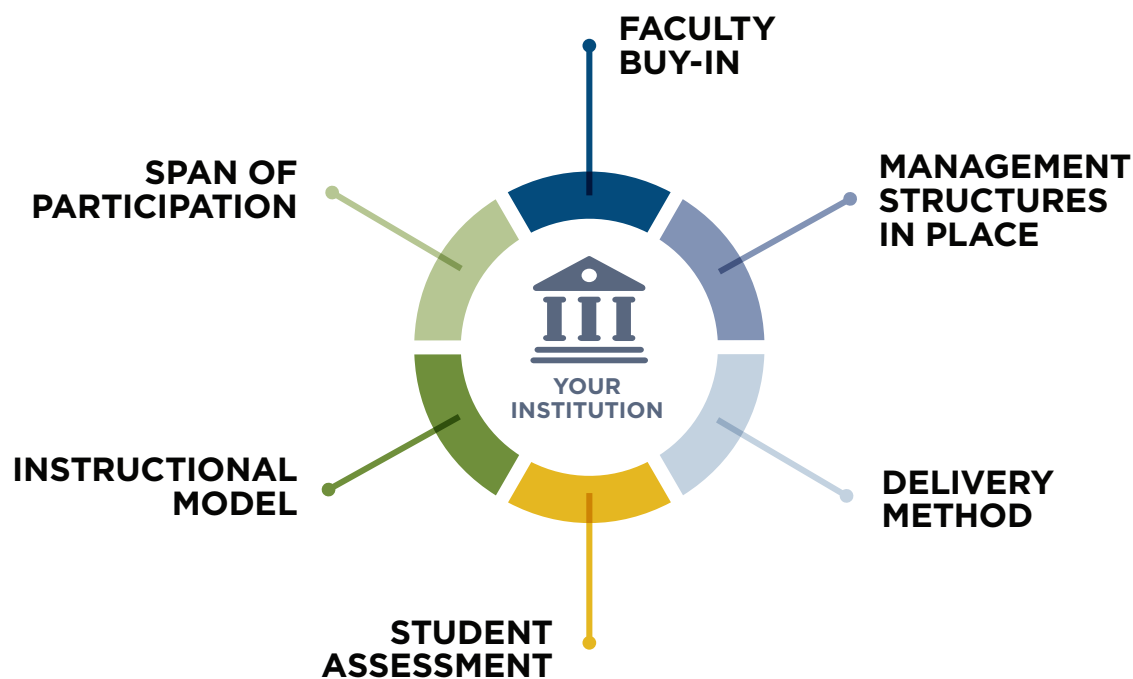 FACULTY
BUY-IN
MANAGEMENT
STRUCTURES
IN PLACE
SPAN OF
PARTICIPATION
YOUR
INSTITUTION
INSTRUCTIONAL
MODEL
DELIVERY
METHOD
STUDENT
ASSESSMENT